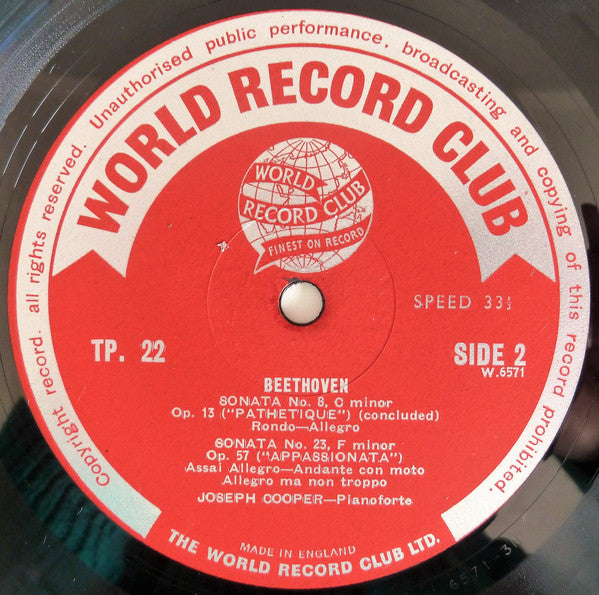 Copyright record. all rights reserved. Unauthorised public performance, broadcasting and copying of this record prohibited.
WORLD RECORD CLUB
WORLD
RECORD CLUB
FINEST ON RECORD
SPEED 33⅓
TP. 22
SIDE 2
W.6571
BEETHOVEN
SONATA No. 8, C minor
Op. 13 ("PATHETIQUE") (concluded)
Rondo—Allegro
SONATA No. 23, F minor
Op. 57 ("APPASSIONATA")
Assai Allegro—Andante con moto
Allegro ma non troppo
JOSEPH COOPER—Pianoforte
MADE IN ENGLAND
THE WORLD RECORD CLUB LTD.